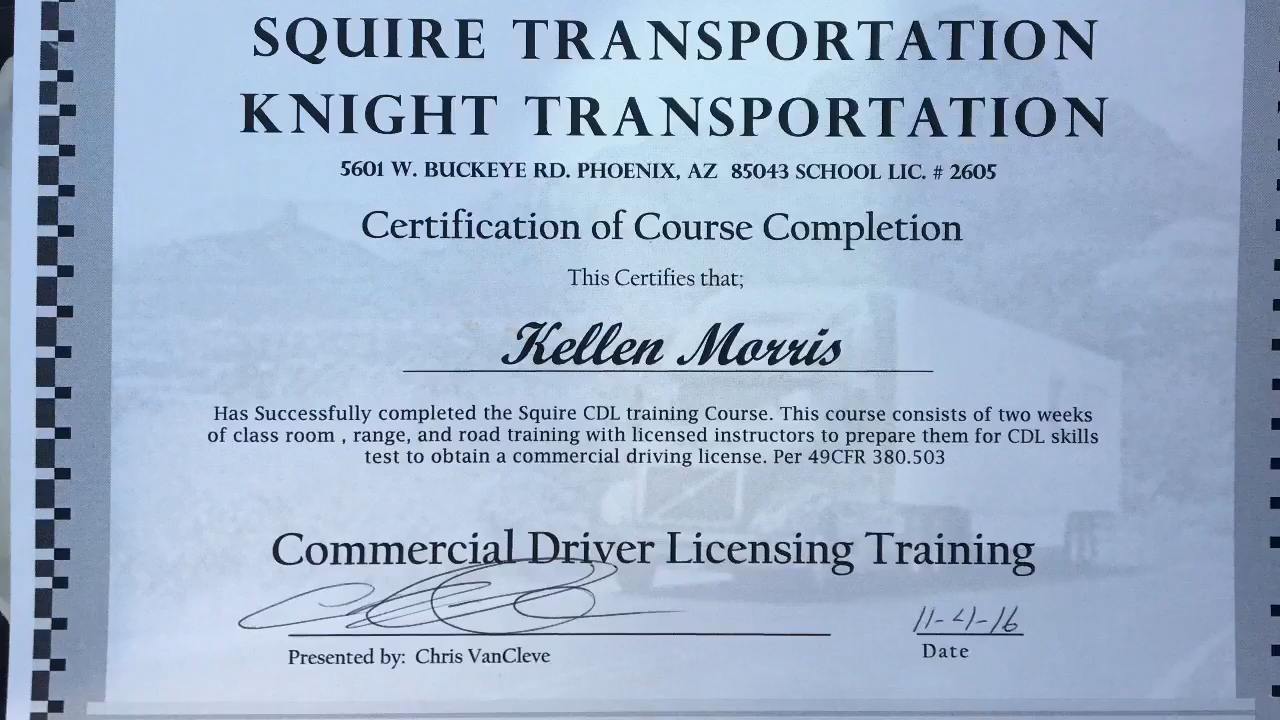 SQUIRE TRANSPORTATION
KNIGHT TRANSPORTATION
5601 W. BUCKEYE RD. PHOENIX, AZ 85043 SCHOOL LIC. # 2605
Certification of Course Completion
This Certifies that;
Kellen Morris
Has Successfully completed the Squire CDL training Course. This course consists of two weeks
of class room , range, and road training with licensed instructors to prepare them for CDL skills
test to obtain a commercial driving license. Per 49CFR 380.503
Commercial Driver Licensing Training
11-4-16
Presented by: Chris VanCleve
Date